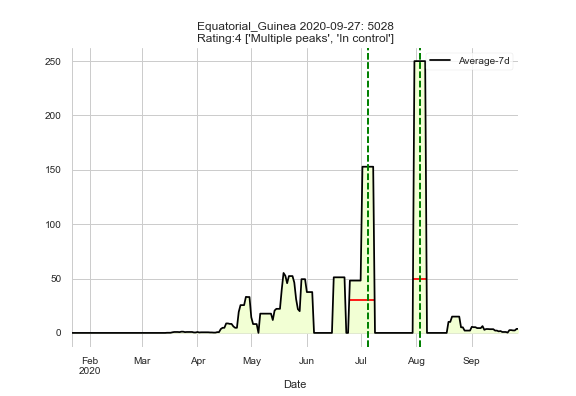 Equatorial_Guinea 2020-09-27: 5028
Rating:4 ['Multiple peaks', 'In control']
Average-7d
250
200
150
100
50
0
Feb Mar Apr May Jun Jul Aug Sep
2020
Date